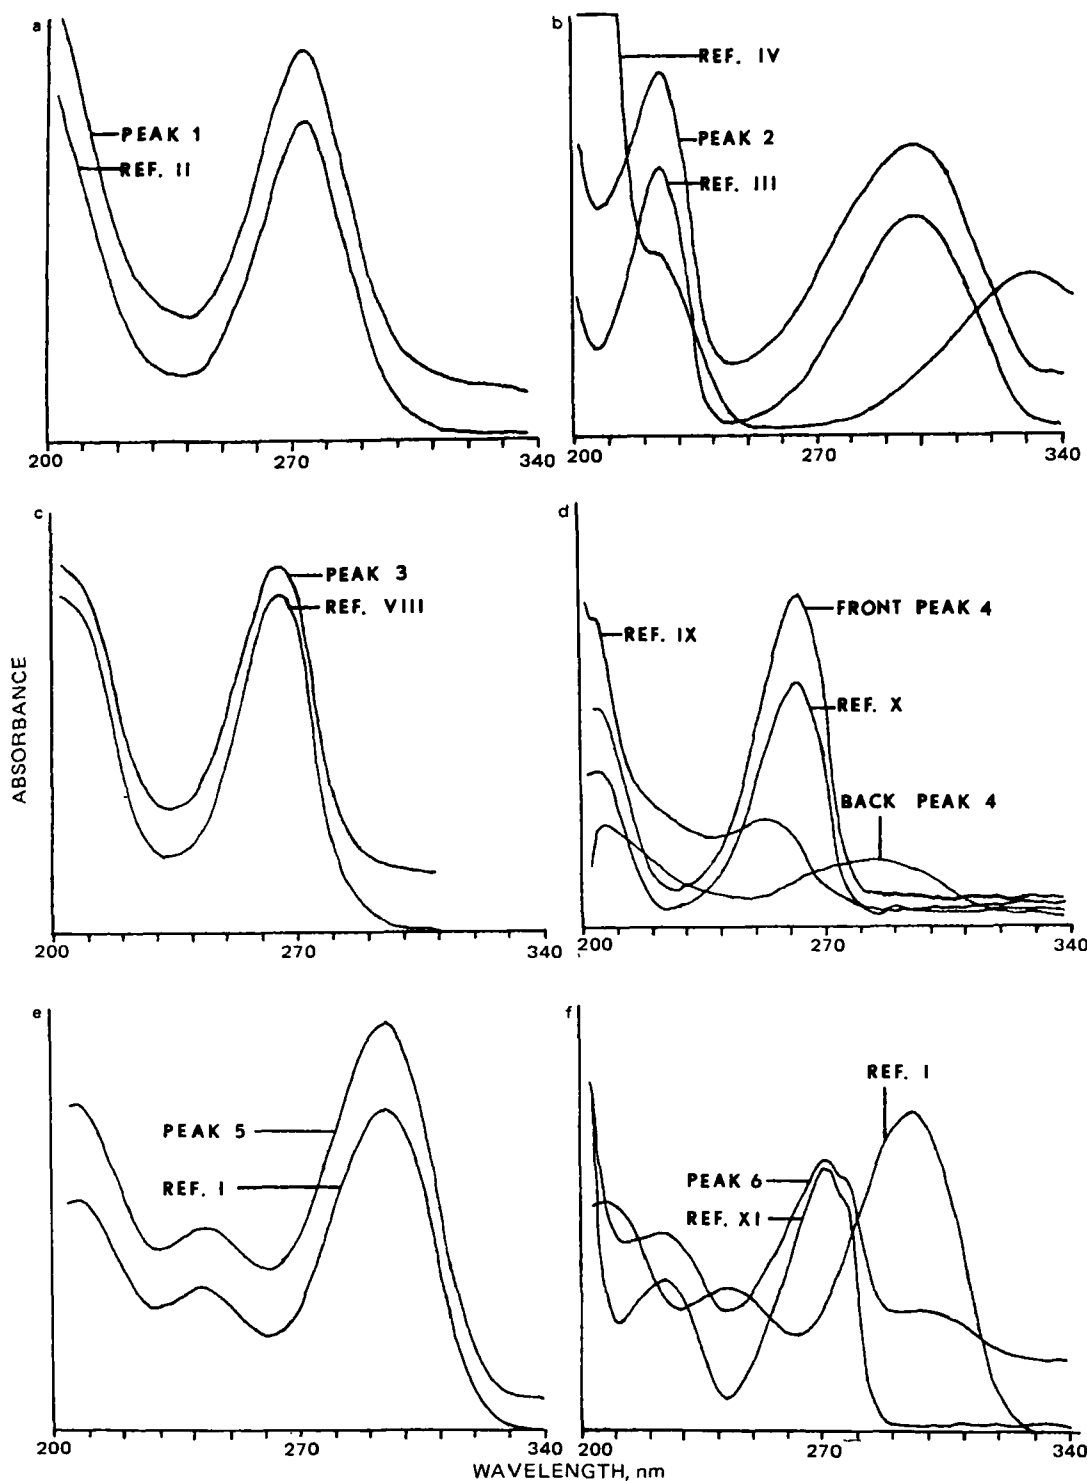 a
PEAK 1
REF. II
200 270 340
b
REF. IV
PEAK 2
REF. III
200 270 340
c
PEAK 3
REF. VIII
200 270 340
d
REF. IX
FRONT PEAK 4
REF. X
BACK PEAK 4
200 270 340
e
PEAK 5
REF. I
200 270 340
f
REF. I
PEAK 6
REF. XI
200 270 340
ABSORBANCE
WAVELENGTH, nm